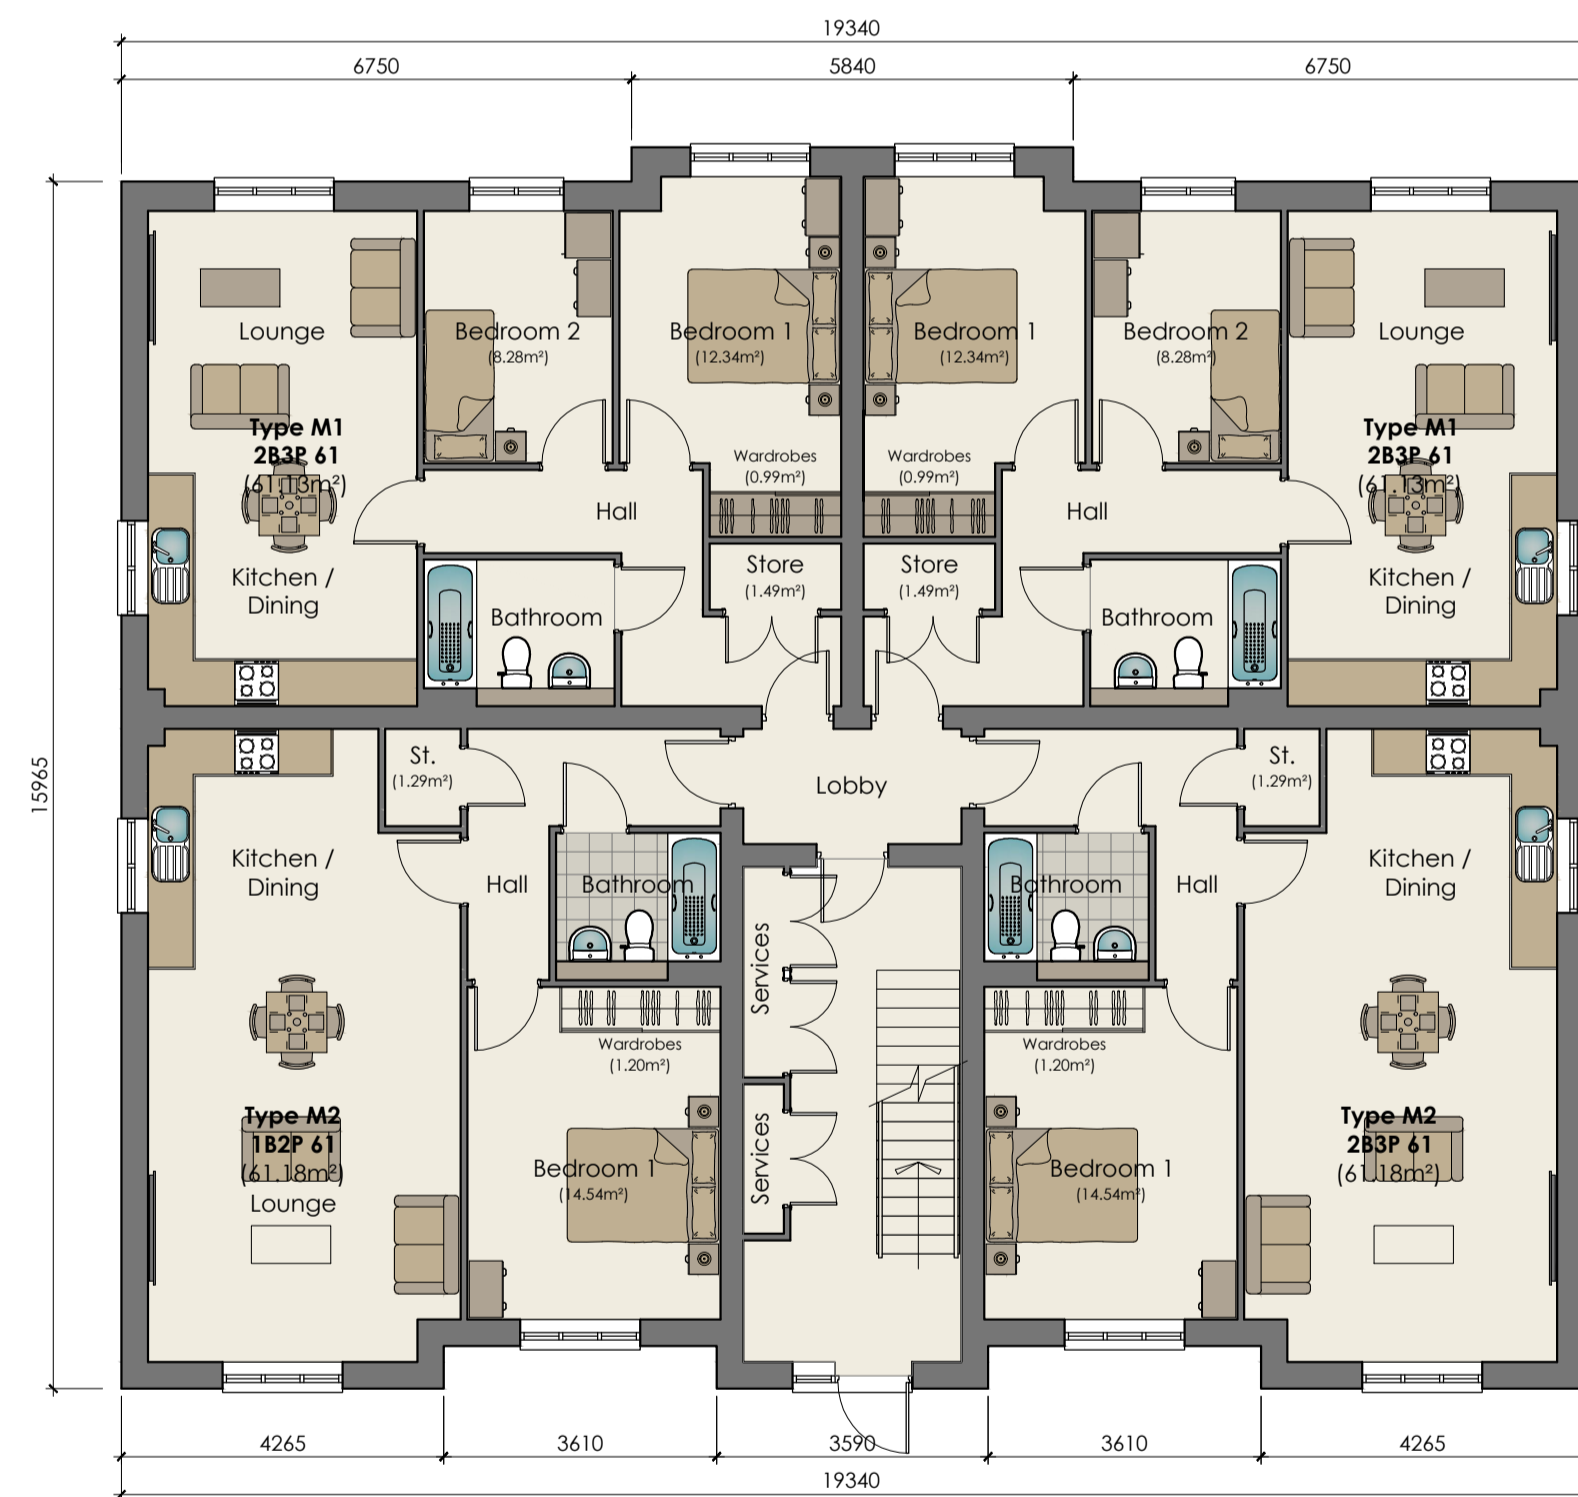 19340
6750
5840
6750
15965
Lounge
Bedroom 2
(8.28m²)
Bedroom 1
(12.34m²)
Bedroom 1
(12.34m²)
Bedroom 2
(8.28m²)
Lounge
Type M1
2B3P 61
(61.13m²)
Type M1
2B3P 61
(61.13m²)
Wardrobes
(0.99m²)
Wardrobes
(0.99m²)
Hall
Hall
Kitchen /
Dining
Bathroom
Store
(1.49m²)
Store
(1.49m²)
Bathroom
Kitchen /
Dining
St.
(1.29m²)
Lobby
St.
(1.29m²)
Kitchen /
Dining
Hall
Bathroom
Services
Bathroom
Hall
Kitchen /
Dining
Wardrobes
(1.20m²)
Wardrobes
(1.20m²)
Type M2
1B2P 61
(61.18m²)
Lounge
Bedroom 1
(14.54m²)
Services
Bedroom 1
(14.54m²)
Type M2
2B3P 61
(61.18m²)
4265
3610
3590
3610
4265
19340